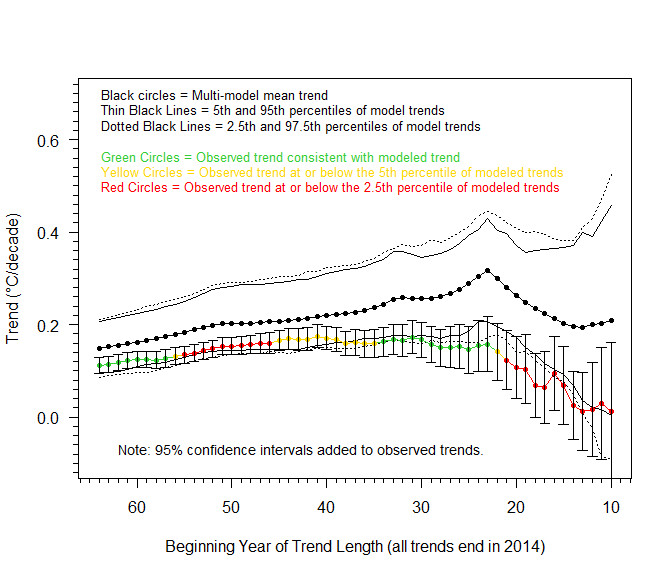 Black circles = Multi-model mean trend
Thin Black Lines = 5th and 95th percentiles of model trends
Dotted Black Lines = 2.5th and 97.5th percentiles of model trends
Green Circles = Observed trend consistent with modeled trend
Yellow Circles = Observed trend at or below the 5th percentile of modeled trends
Red Circles = Observed trend at or below the 2.5th percentile of modeled trends
Trend (°C/decade)
0.6
0.4
0.2
0.0
Note: 95% confidence intervals added to observed trends.
60 50 40 30 20 10
Beginning Year of Trend Length (all trends end in 2014)